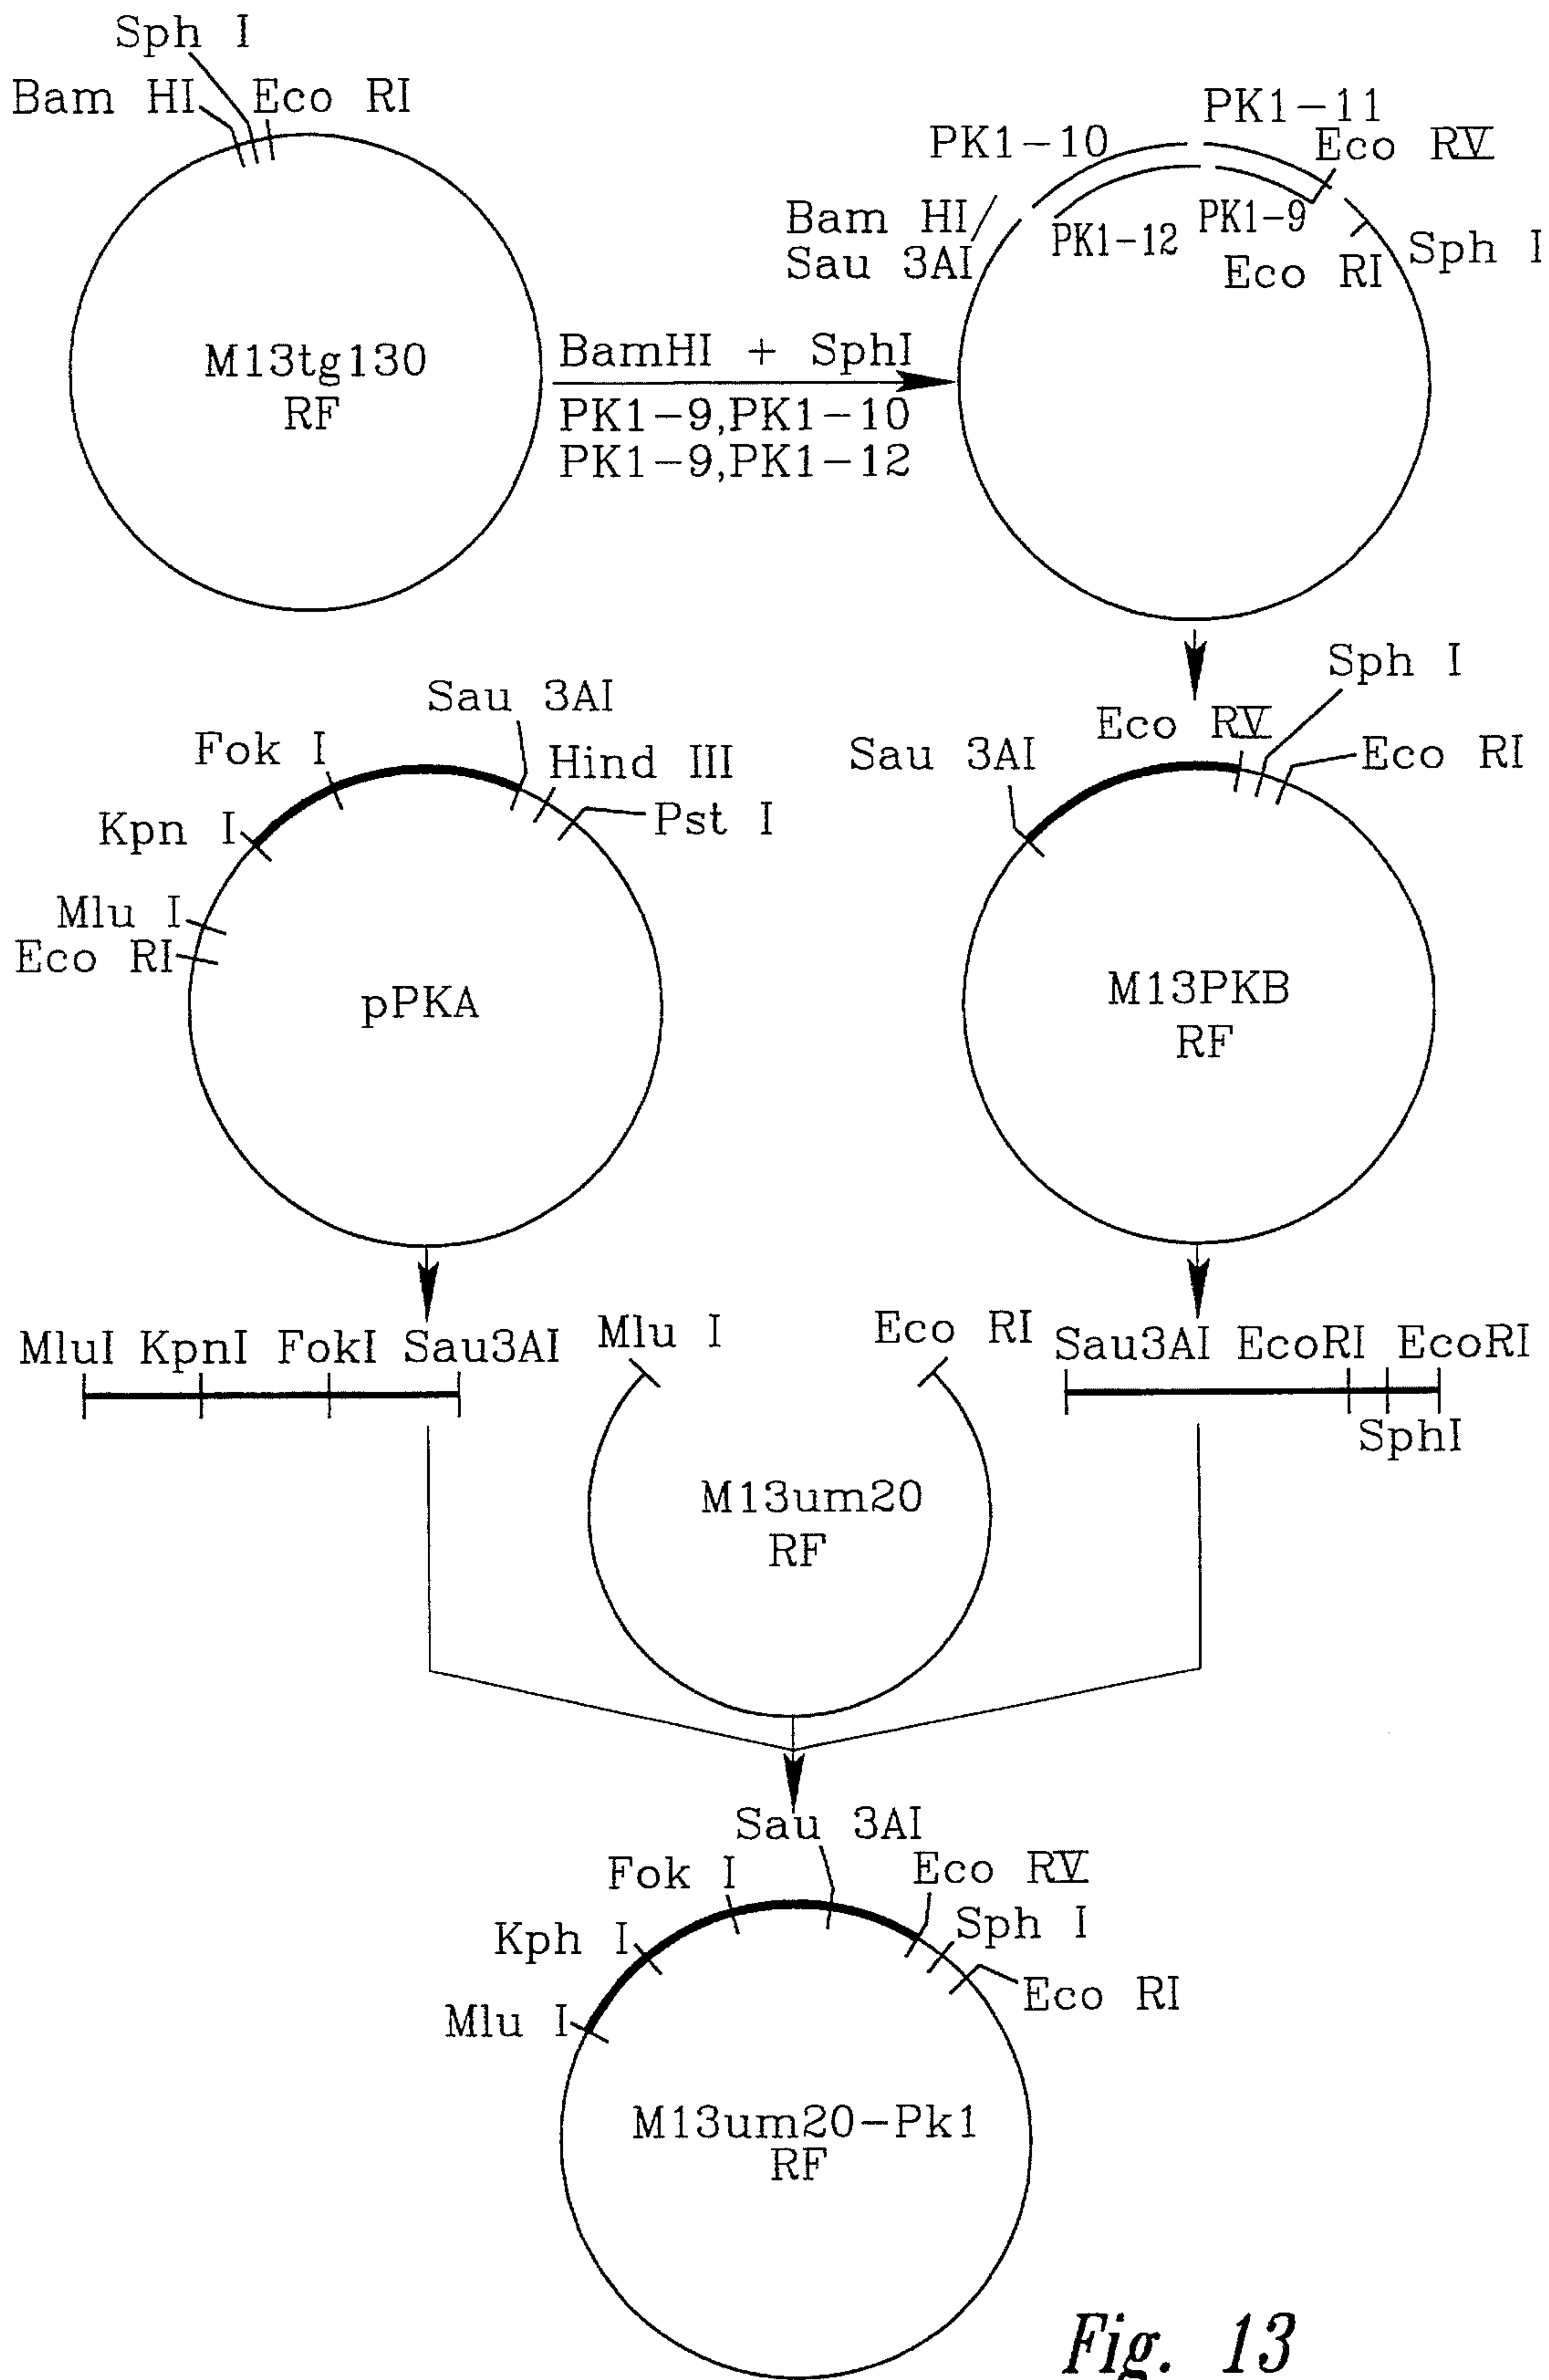 Sph I
Bam HI
Eco RI
M13tg130
RF
BamHI + SphI
PK1-9,PK1-10
PK1-9,PK1-12
PK1-10
PK1-11
Eco RV
Bam HI
Sau 3AI
PK1-12
PK1-9
Eco RI
Sph I
Sau 3AI
Fok I
Hind III
Kpn I
Pst I
Mlu I
Eco RI
pPKA
Sph I
Eco RV
Sau 3AI
Eco RI
M13PKB
RF
MluI KpnI FokI Sau3AI
Mlu I
Eco RI
M13um20
RF
Sau3AI EcoRI EcoRI
SphI
Sau 3AI
Fok I
Eco RV
Kph I
Sph I
Mlu I
Eco RI
M13um20-Pk1
RF
Fig. 13